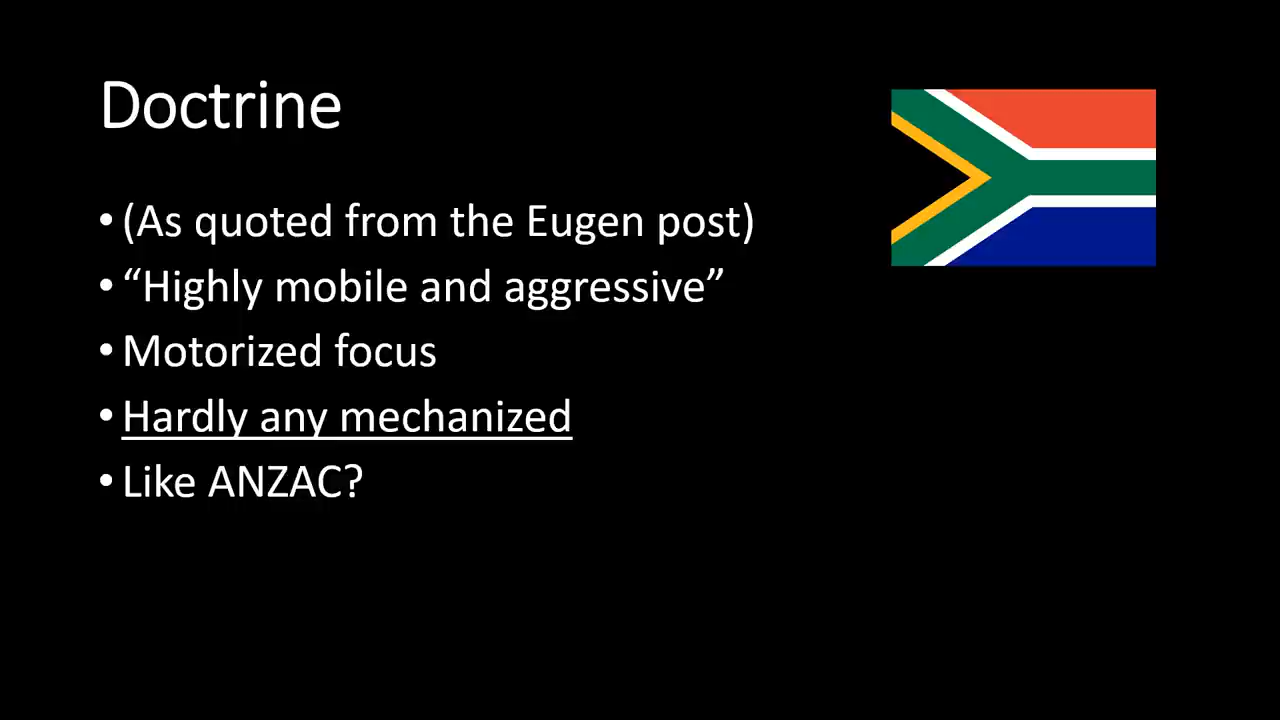 Doctrine
•(As quoted from the Eugen post)
•“Highly mobile and aggressive”
•Motorized focus
•Hardly any mechanized
•Like ANZAC?